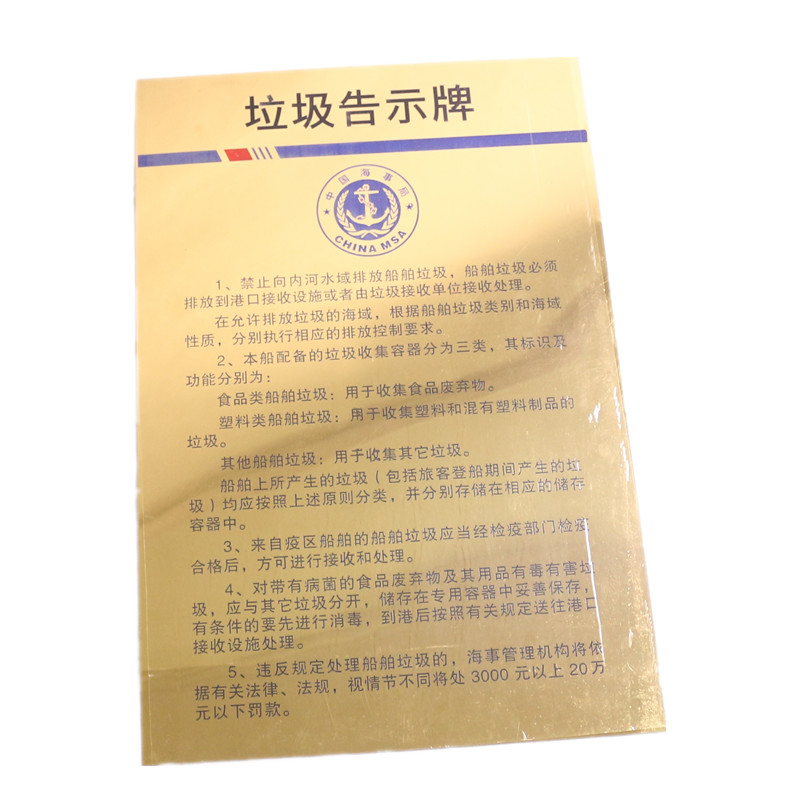 垃圾告示牌
中国海事局
CHINA MSA
1、禁止向内河水域排放船舶垃圾，船舶垃圾必须
排放到港口接收设施或者由垃圾接收单位接收处理。
在允许排放垃圾的海域，根据船舶垃圾类别和海域
性质，分别执行相应的排放控制要求。
2、本船配备的垃圾收集容器分为三类，其标识及
功能分别为：
食品类船舶垃圾：用于收集食品废弃物。
塑料类船舶垃圾：用于收集塑料和混有塑料制品的
垃圾。
其他船舶垃圾：用于收集其它垃圾。
船舶上所产生的垃圾（包括旅客登船期间产生的垃
圾）均应按照上述原则分类，并分别存储在相应的储存
容器中。
3、来自疫区船舶的船舶垃圾应当经检疫部门检疫
合格后，方可进行接收和处理。
4、对带有病菌的食品废弃物及其用品有毒有害垃
圾，应与其它垃圾分开，储存在专用容器中妥善保存，
有条件的要先进行消毒，到港后按照有关规定送往港口
接收设施处理。
5、违反规定处理船舶垃圾的，海事管理机构将依
据有关法律、法规，视情节不同将处 3000 元以上 20 万
元以下罚款。